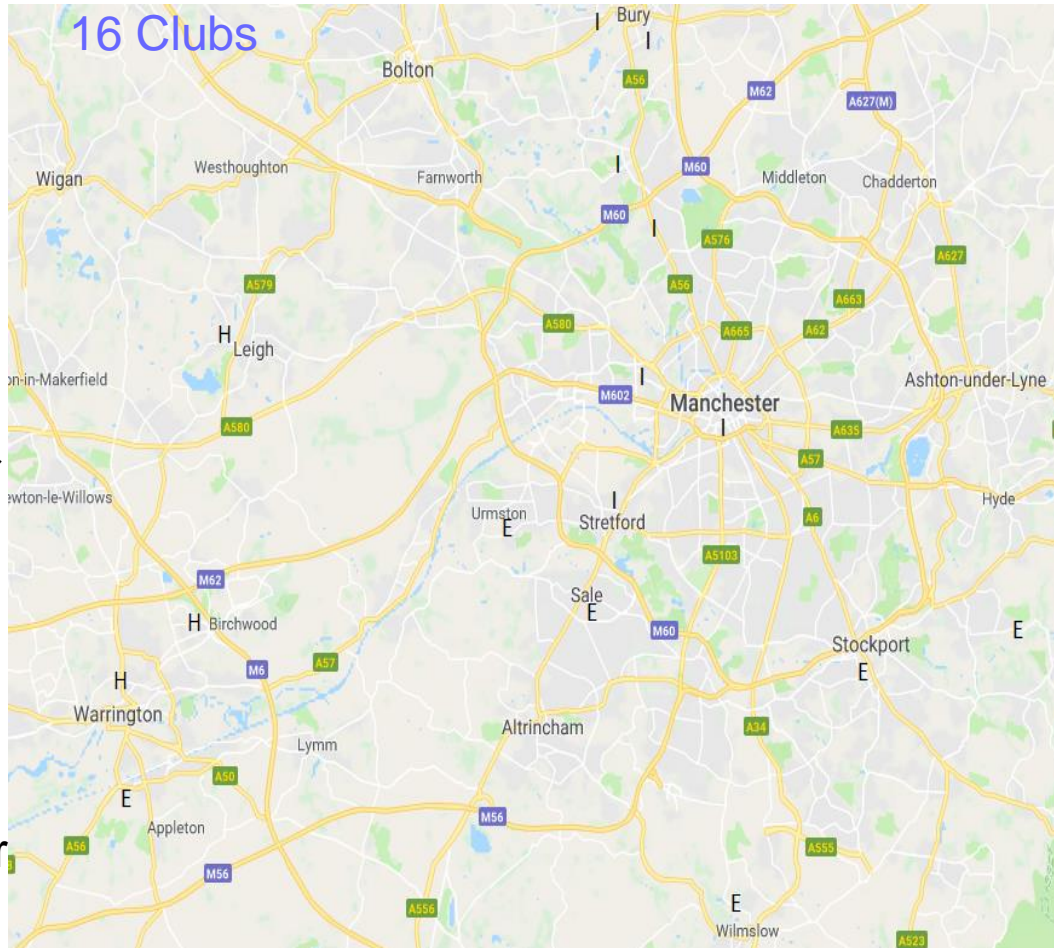 16 Clubs
I
Bury
I
Bolton
A56
M62
A627(M)
Wigan
Westhoughton
Farnworth
I
M60
Middleton
Chadderton
M60
I
A576
A627
A579
A56
A663
A580
A665
A62
H
Leigh
on-in-Makerfield
I
M602
Manchester
Ashton-under-Lyne
A580
I
A635
A57
ewton-le-Willows
Urmston
E
I
Stretford
A6
Hyde
A5103
M62
Sale
E
H
Birchwood
M60
E
Stockport
A57
M6
E
H
Warrington
Altrincham
A34
Lymm
A50
E
M56
Appleton
A56
A555
r
3
M56
E
A556
Wilmslow
A523